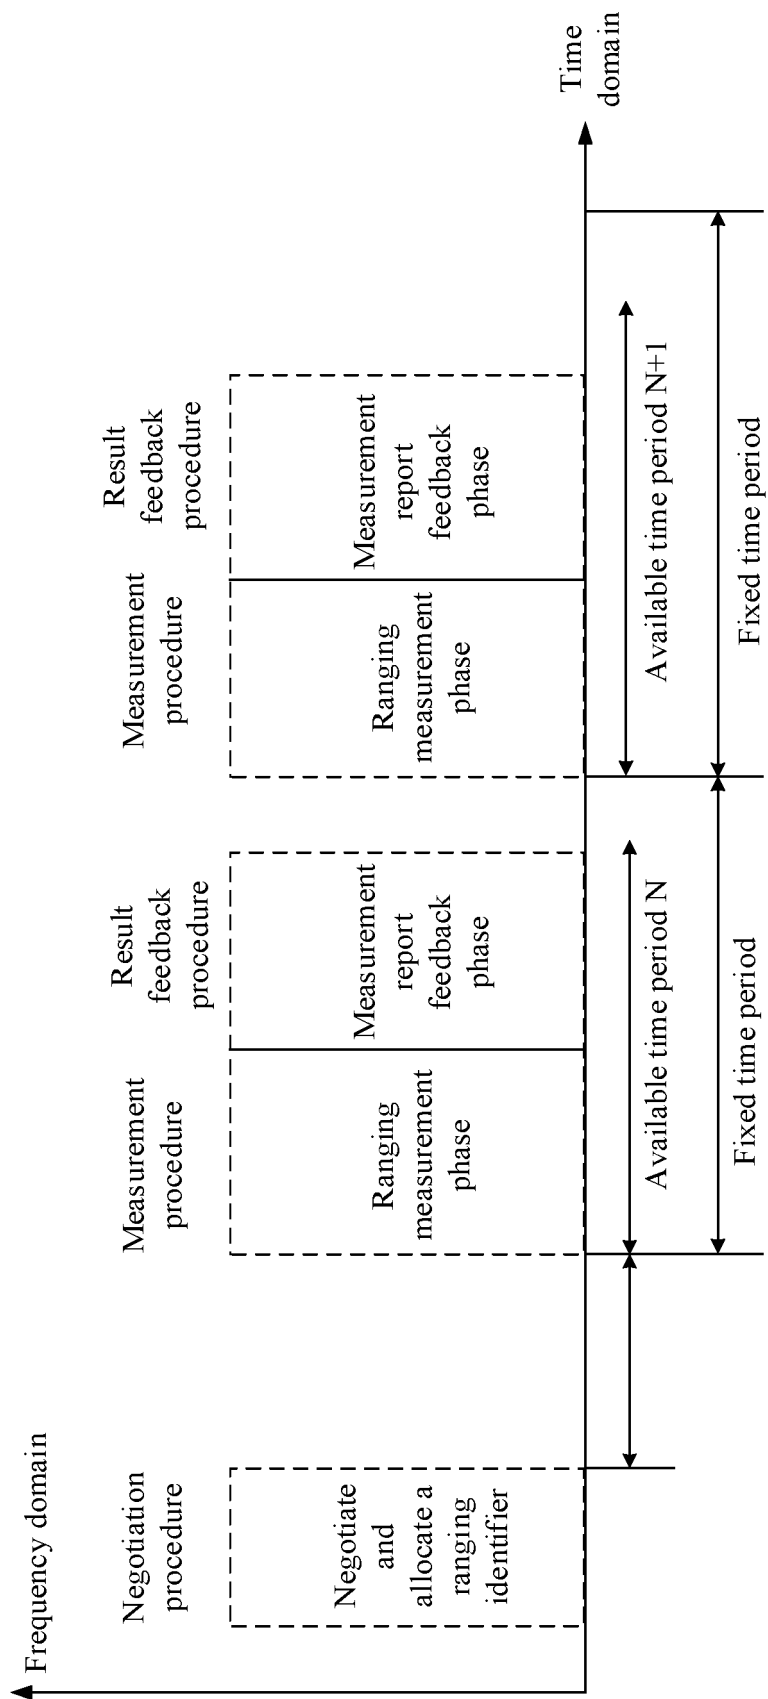 Frequency domain
Negotiation
procedure
Measurement
procedure
Result
feedback
procedure
Measurement
procedure
Result
feedback
procedure
Negotiate
and
allocate a
ranging
identifier
Ranging
measurement
phase
Measurement
report
feedback
phase
Ranging
measurement
phase
Measurement
report
feedback
phase
Time
domain
Available time period N
Available time period N+1
Fixed time period
Fixed time period